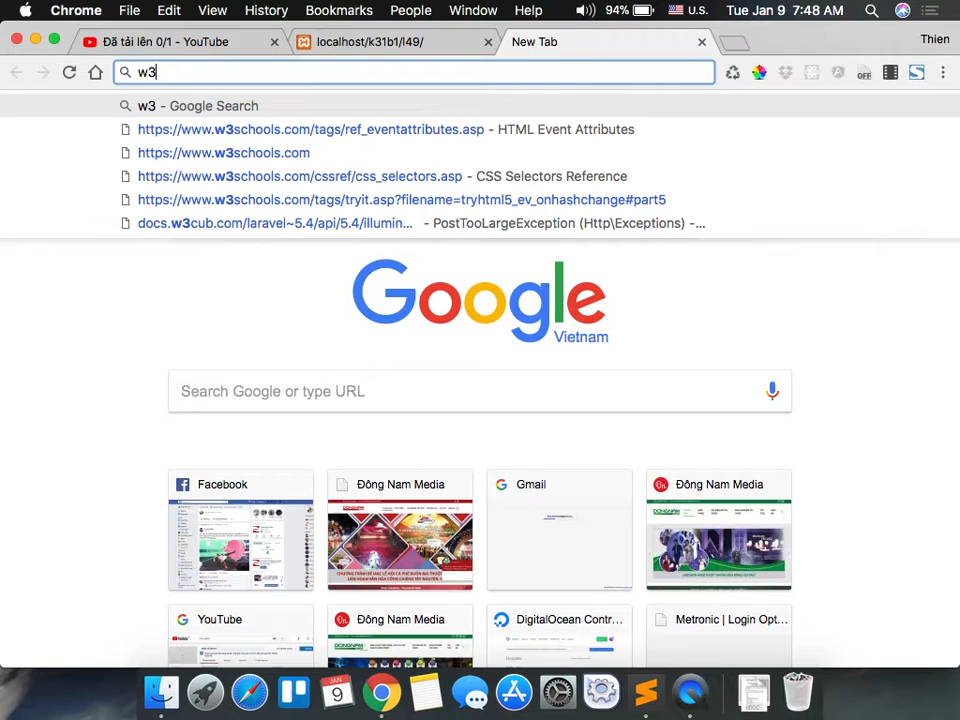 Chrome File Edit View History Bookmarks People Window Help 94% U.S. Tue Jan 9 7:48 AM
Đã tải lên 0/1 - YouTube localhost/k31b1/l49/ New Tab Thien
w3 OFF
w3 - Google Search
https://www.w3schools.com/tags/ref_eventattributes.asp - HTML Event Attributes
https://www.w3schools.com
https://www.w3schools.com/cssref/css_selectors.asp - CSS Selectors Reference
https://www.w3schools.com/tags/tryit.asp?filename=tryhtml5_ev_onhashchange#part5
docs.w3cub.com/laravel~5.4/api/5.4/illumin... - PostTooLargeException (Http\Exceptions) -...
Google
Vietnam
Search Google or type URL
Facebook Đông Nam Media Gmail Đông Nam Media
YouTube Đông Nam Media DigitalOcean Contr... Metronic | Login Opt...
JAN
9